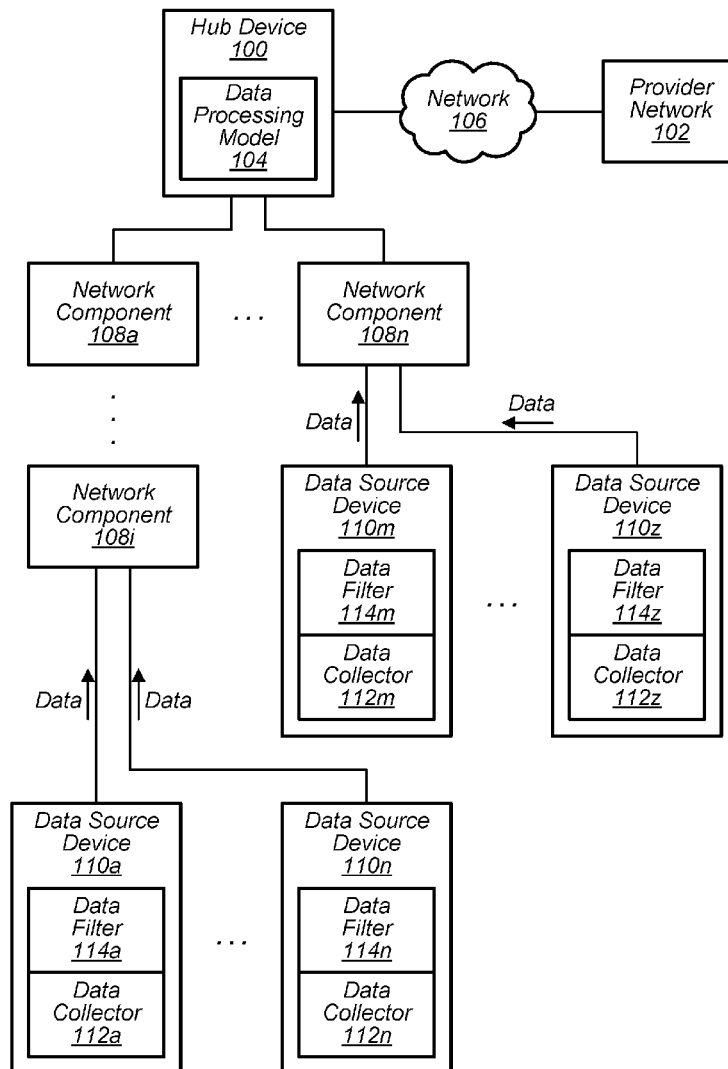 Hub Device
100
Data
Processing
Model
104
Network
106
Provider
Network
102
Network
Component
108a
. . .
Network
Component
108n
.
.
.
Data
Data
Network
Component
108i
Data Source
Device
110m
Data
Filter
114m
Data
Collector
112m
. . .
Data Source
Device
110z
Data
Filter
114z
Data
Collector
112z
Data
Data
Data Source
Device
110a
Data
Filter
114a
Data
Collector
112a
. . .
Data Source
Device
110n
Data
Filter
114n
Data
Collector
112n